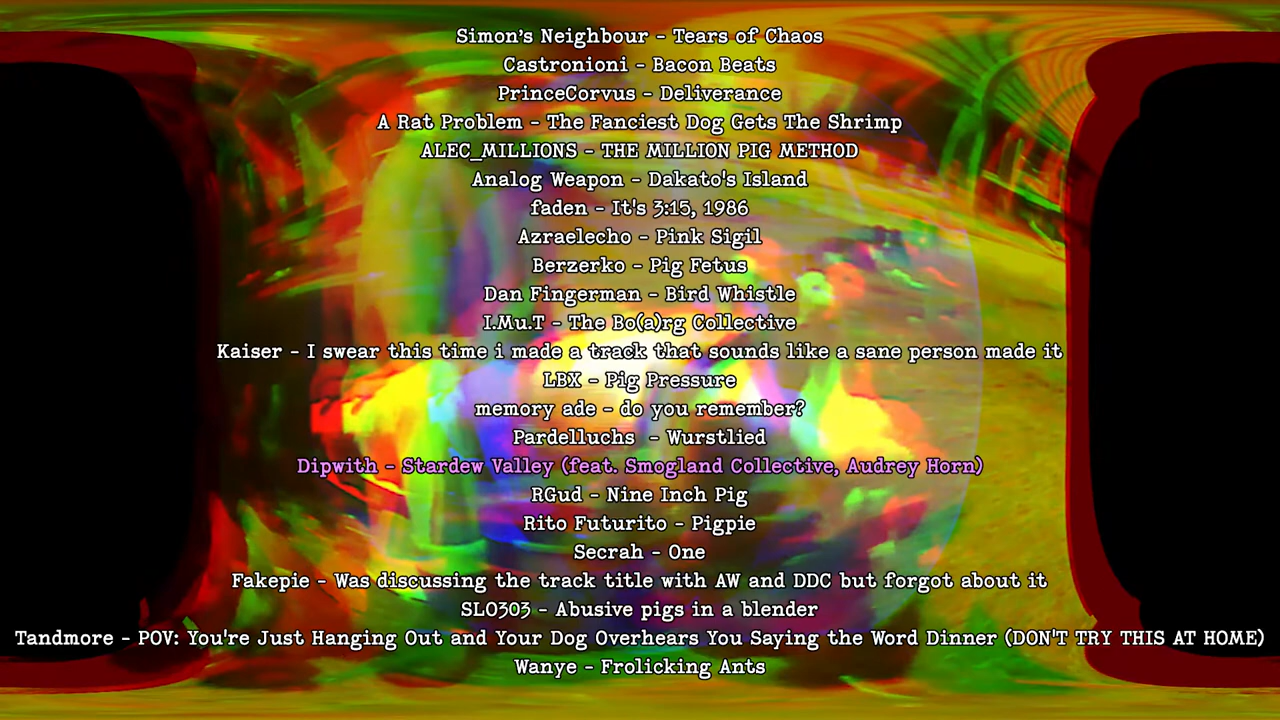 Simon's Neighbour - Tears of Chaos
Castronioni - Bacon Beats
PrinceCorvus - Deliverance
A Rat Problem - The Fanciest Dog Gets The Shrimp
ALEC_MILLIONS - THE MILLION PIG METHOD
Analog Weapon - Dakato's Island
faden - It's 3:15, 1986
Azraelecho - Pink Sigil
Berzerko - Pig Fetus
Dan Fingerman - Bird Whistle
I.Mu.T - The Bo(a)rg Collective
Kaiser - I swear this time i made a track that sounds like a sane person made it
LBX - Pig Pressure
memory ade - do you remember?
Pardelluchs - Wurstlied
Dipwith - Stardew Valley (feat. Smogland Collective, Audrey Horn)
RGud - Nine Inch Pig
Rito Futurito - Pigpie
Secrah - One
Fakepie - Was discussing the track title with AW and DDC but forgot about it
SLO303 - Abusive pigs in a blender
Tandmore - POV: You're Just Hanging Out and Your Dog Overhears You Saying the Word Dinner (DON'T TRY THIS AT HOME)
Wanye - Frolicking Ants